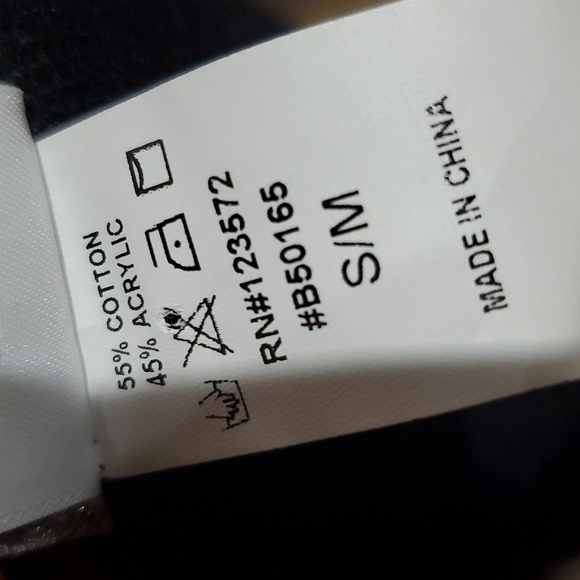 55% COTTON
45% ACRYLIC
RN#123572
#B50165
S/M
MADE IN CHINA